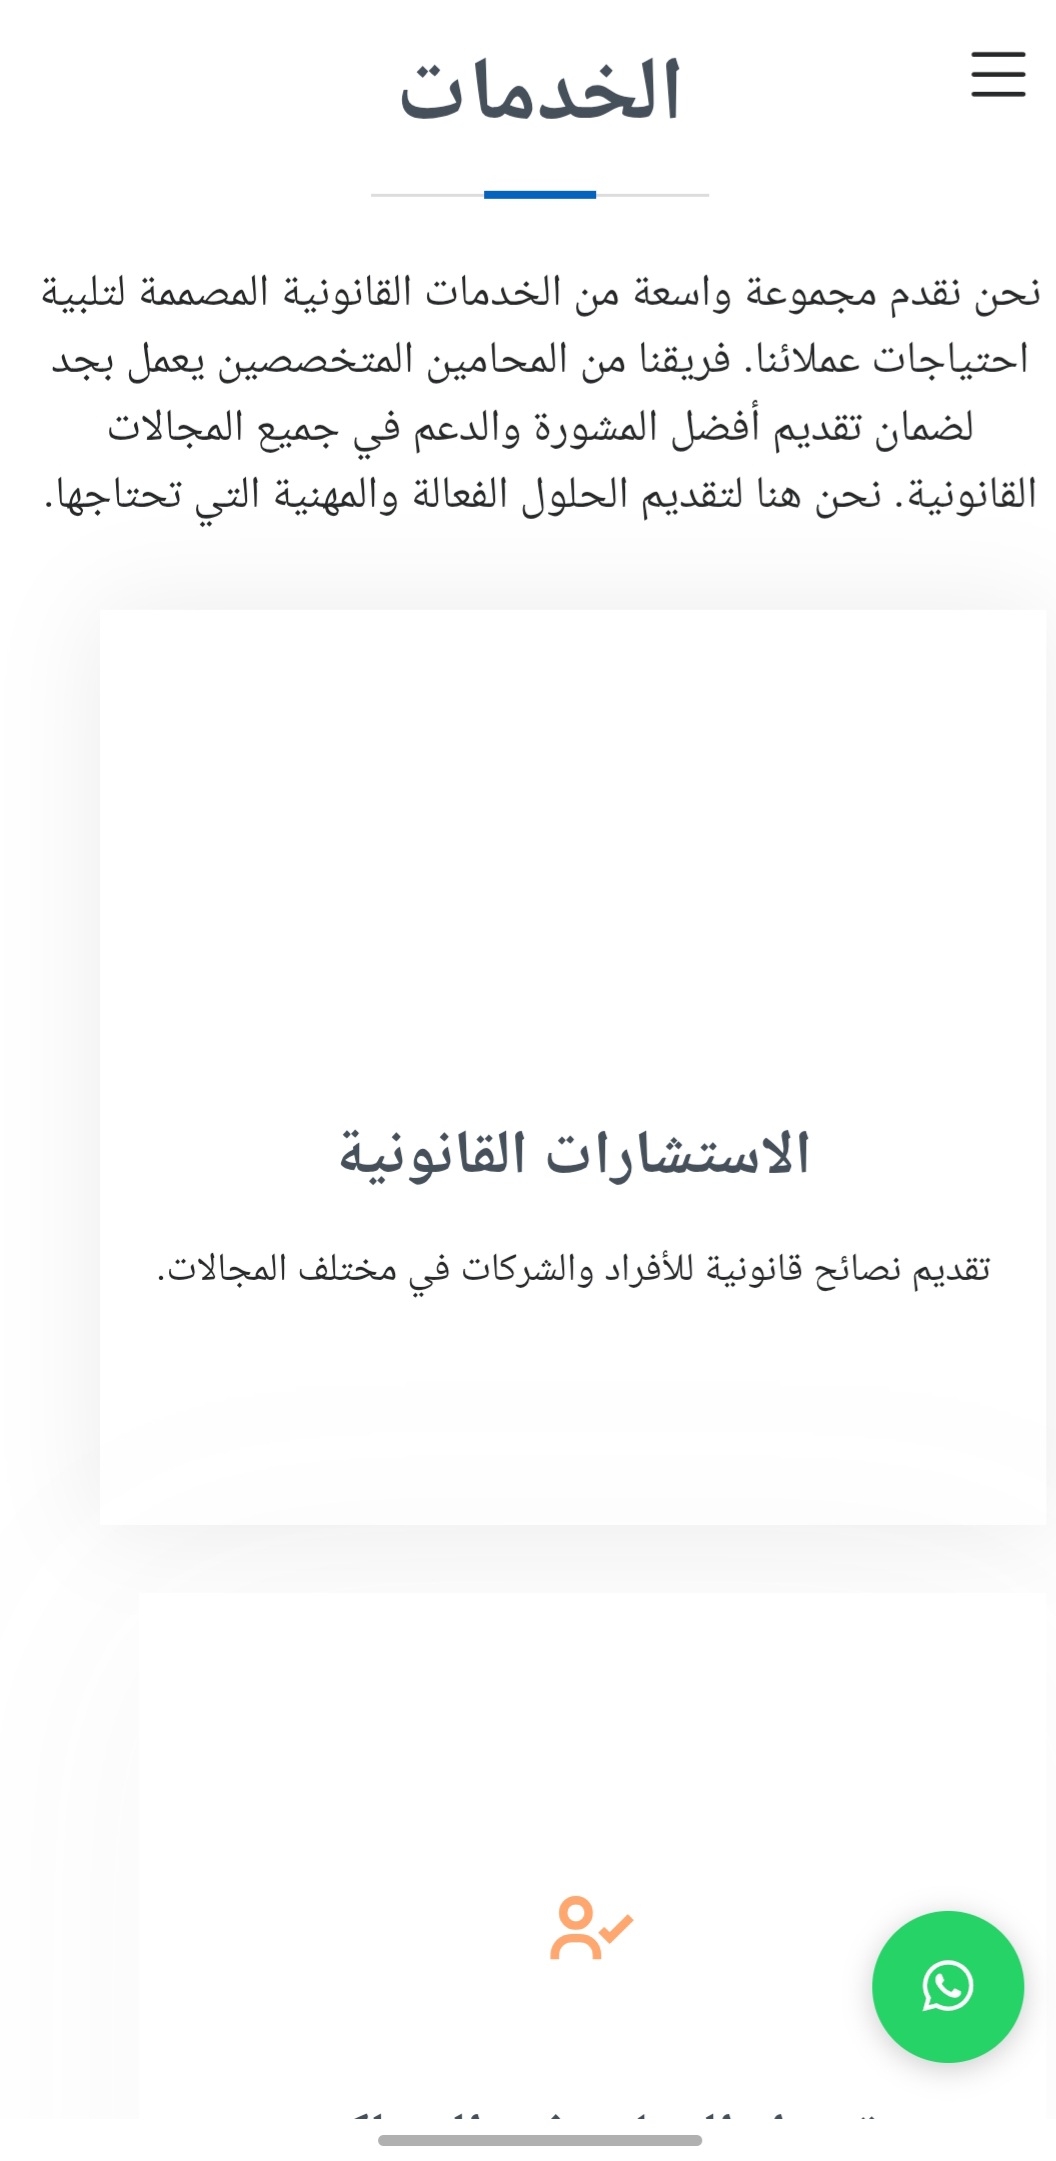 الخدمات
نحن نقدم مجموعة واسعة من الخدمات القانونية المصممة لتلبية
احتياجات عملائنا. فريقنا من المحامين المتخصصين يعمل بجد
لضمان تقديم أفضل المشورة والدعم في جميع المجالات
القانونية. نحن هنا لتقديم الحلول الفعالة والمهنية التي تحتاجها.
الاستشارات القانونية
تقديم نصائح قانونية للأفراد والشركات في مختلف المجالات.